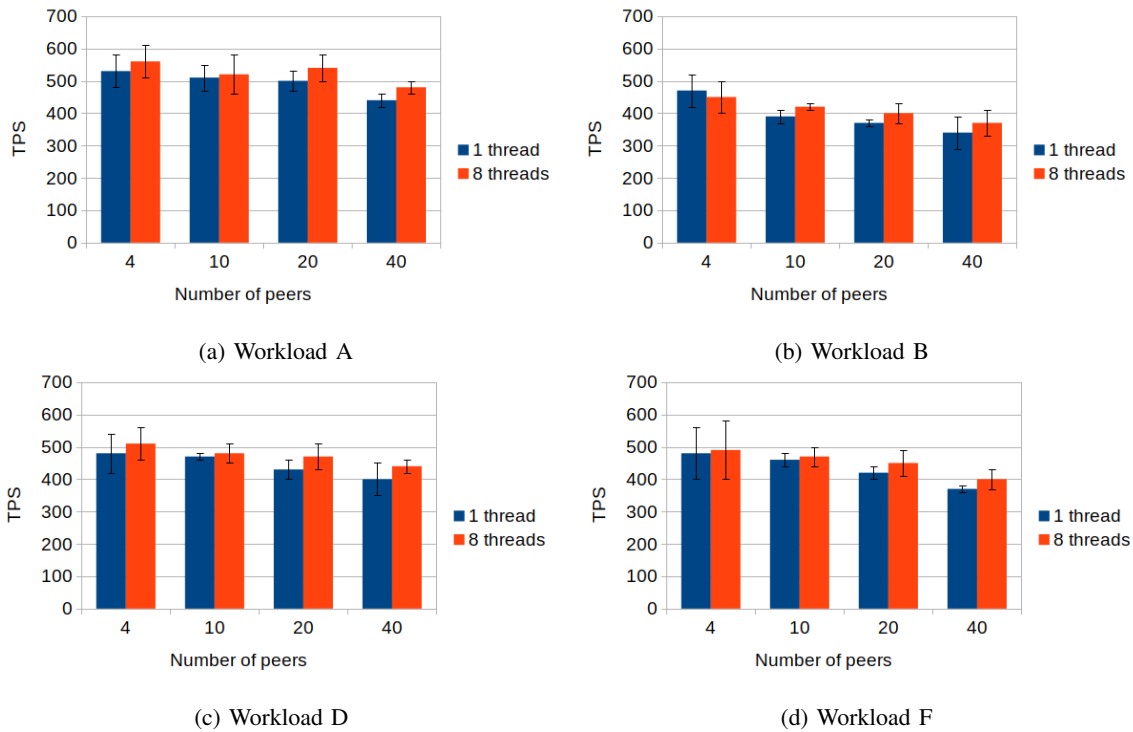 700
600
500
400
300
200
100
0
TPS
4 10 20 40
Number of peers
1 thread
8 threads
(a) Workload A
700
600
500
400
300
200
100
0
TPS
4 10 20 40
Number of peers
1 thread
8 threads
(b) Workload B
700
600
500
400
300
200
100
0
TPS
4 10 20 40
Number of peers
1 thread
8 threads
(c) Workload D
700
600
500
400
300
200
100
0
TPS
4 10 20 40
Number of peers
1 thread
8 threads
(d) Workload F